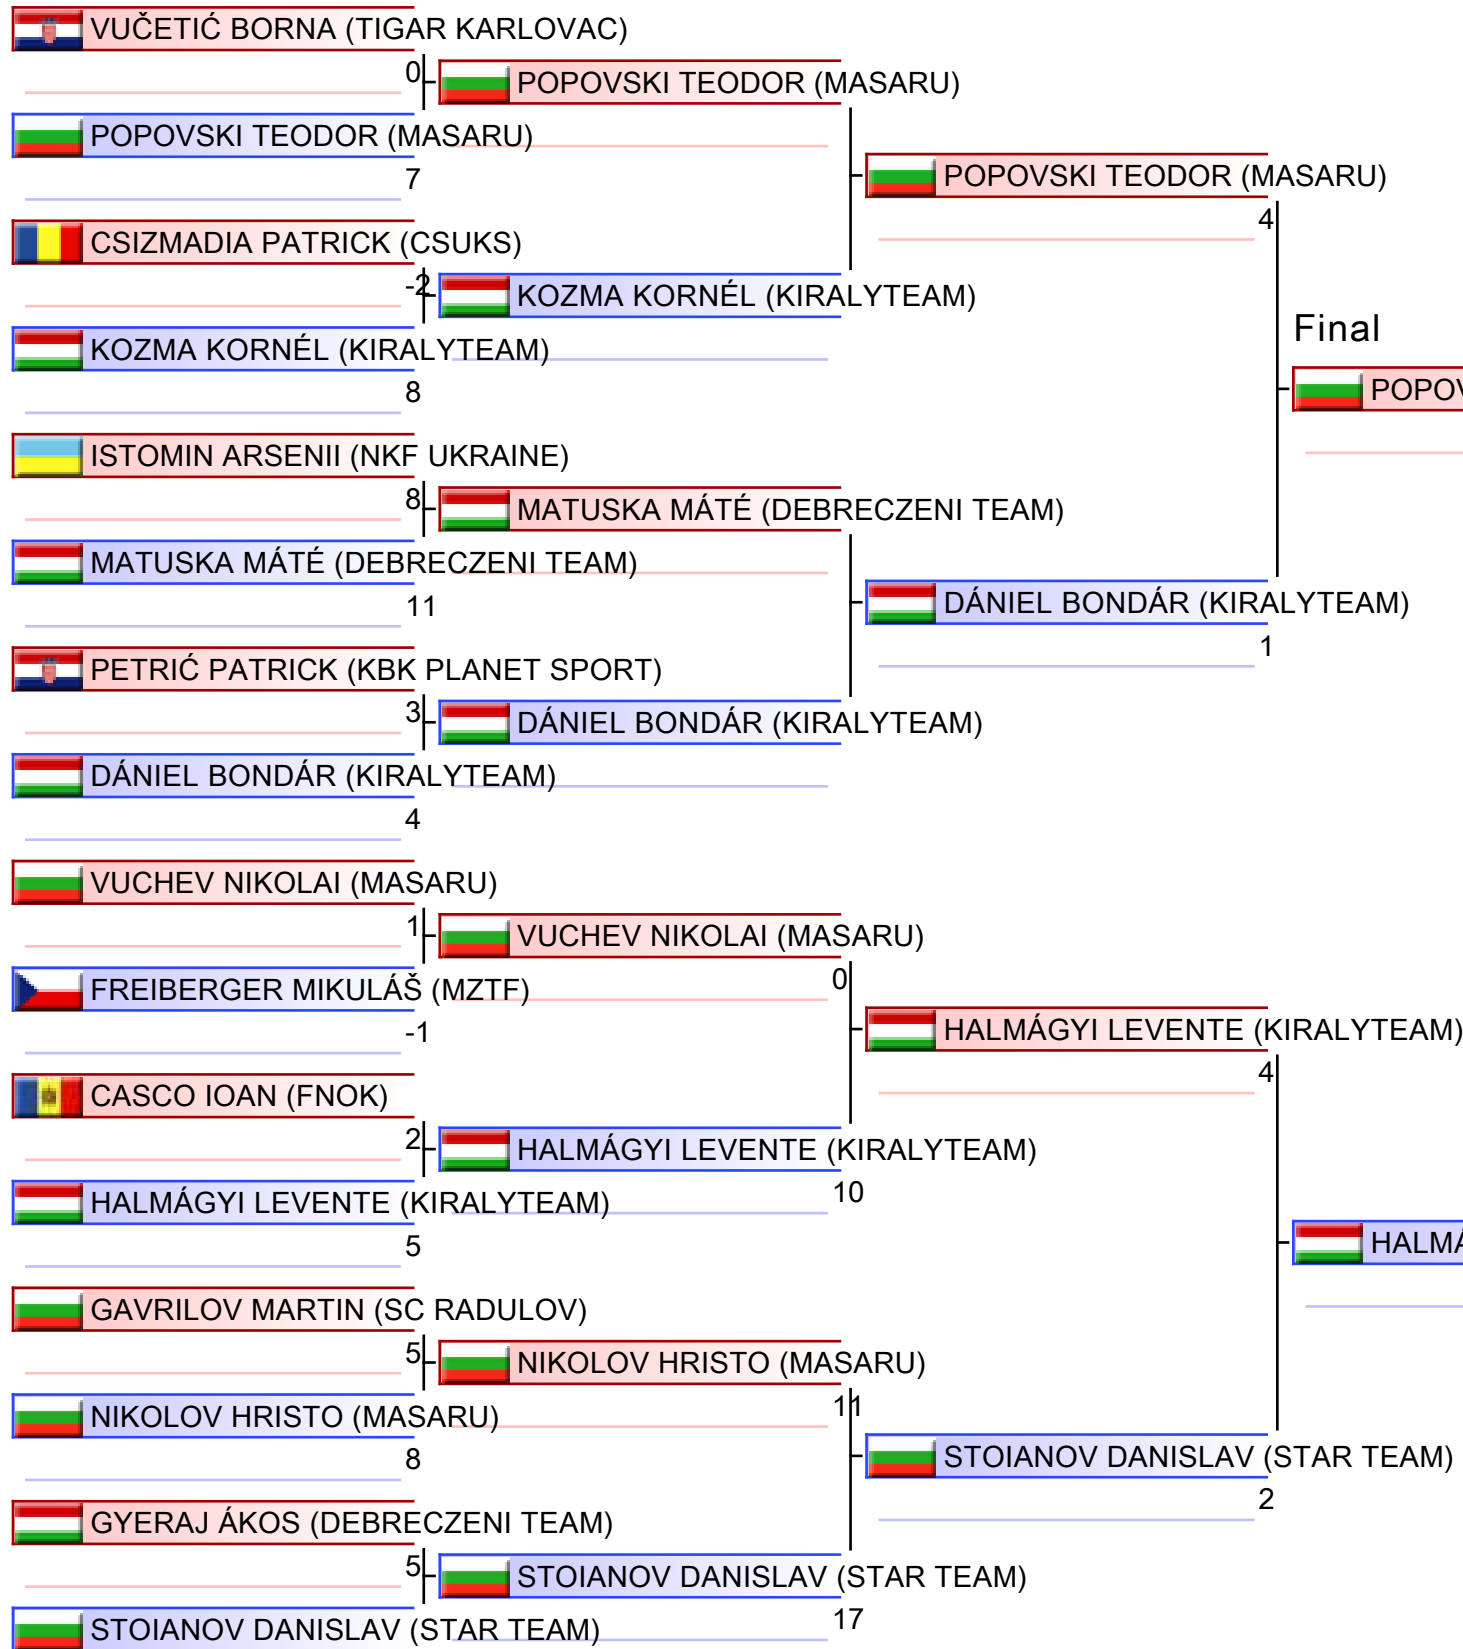 VUČETIĆ BORNA (TIGAR KARLOVAC)
0
POPOVSKI TEODOR (MASARU)
POPOVSKI TEODOR (MASARU)
7
POPOVSKI TEODOR (MASARU)
4
CSIZMADIA PATRICK (CSUKS)
-2
KOZMA KORNÉL (KIRALYTEAM)
KOZMA KORNÉL (KIRALYTEAM)
8
Final
POPOV
ISTOMIN ARSENII (NKF UKRAINE)
8
MATUSKA MÁTÉ (DEBRECZENI TEAM)
MATUSKA MÁTÉ (DEBRECZENI TEAM)
11
DÁNIEL BONDÁR (KIRALYTEAM)
1
PETRIĆ PATRICK (KBK PLANET SPORT)
3
DÁNIEL BONDÁR (KIRALYTEAM)
DÁNIEL BONDÁR (KIRALYTEAM)
4
VUCHEV NIKOLAI (MASARU)
1
VUCHEV NIKOLAI (MASARU)
0
FREIBERGER MIKULÁŠ (MZTF)
-1
HALMÁGYI LEVENTE (KIRALYTEAM)
4
CASCO IOAN (FNOK)
2
HALMÁGYI LEVENTE (KIRALYTEAM)
10
HALMÁGYI LEVENTE (KIRALYTEAM)
5
HALMÁ
GAVRILOV MARTIN (SC RADULOV)
5
NIKOLOV HRISTO (MASARU)
11
NIKOLOV HRISTO (MASARU)
8
STOIANOV DANISLAV (STAR TEAM)
2
GYERAJ ÁKOS (DEBRECZENI TEAM)
5
STOIANOV DANISLAV (STAR TEAM)
17
STOIANOV DANISLAV (STAR TEAM)